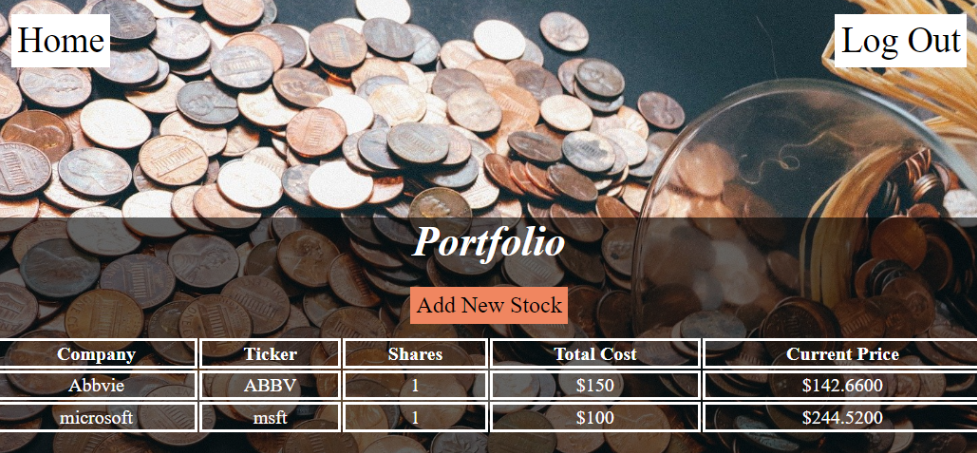 Home
Log Out
Portfolio
Add New Stock
Company Ticker Shares Total Cost Current Price
Abbvie ABBV 1 $150 $142.6600
microsoft msft 1 $100 $244.5200